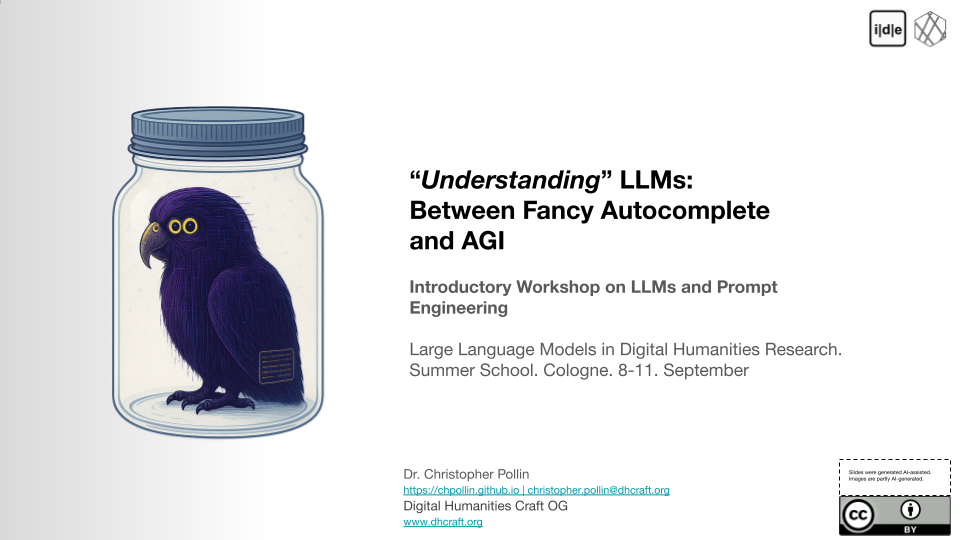 i|d|e
“Understanding” LLMs:
Between Fancy Autocomplete
and AGI
Introductory Workshop on LLMs and Prompt
Engineering
Large Language Models in Digital Humanities Research.
Summer School. Cologne. 8-11. September
Dr. Christopher Pollin
https://chpollin.github.io | christopher.pollin@dhcraft.org
Digital Humanities Craft OG
www.dhcraft.org
Slides were generated AI-assisted.
Images are partly AI-generated.
cc
BY